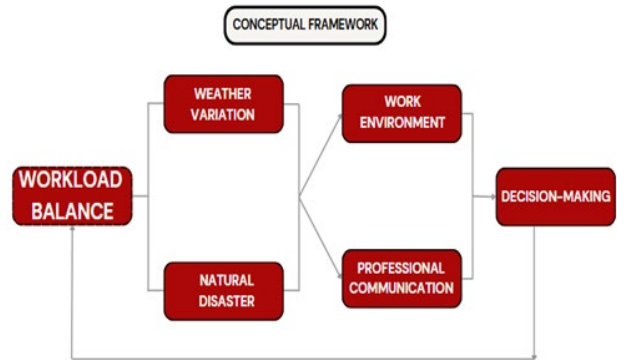 CONCEPTUAL FRAMEWORK
WEATHER
VARIATION
WORK
ENVIRONMENT
WORKLOAD
BALANCE
DECISION-MAKING
NATURAL
DISASTER
PROFESSIONAL
COMMUNICATION